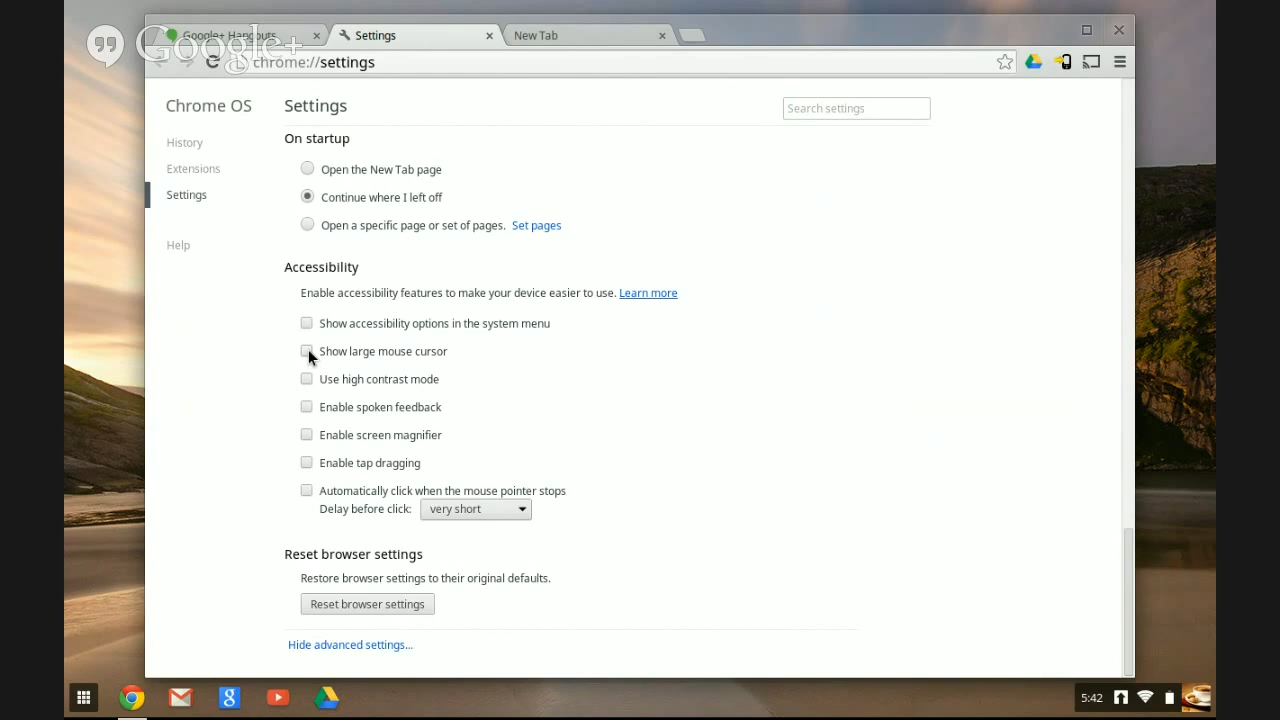 Google+
Google+ Hangouts
Settings
New Tab
chrome://settings
Chrome OS
Settings
Search settings
History
Extensions
Settings
Help
On startup
Open the New Tab page
Continue where I left off
Open a specific page or set of pages. Set pages
Accessibility
Enable accessibility features to make your device easier to use. Learn more
Show accessibility options in the system menu
Show large mouse cursor
Use high contrast mode
Enable spoken feedback
Enable screen magnifier
Enable tap dragging
Automatically click when the mouse pointer stops
Delay before click: very short
Reset browser settings
Restore browser settings to their original defaults.
Reset browser settings
Hide advanced settings...
5:42